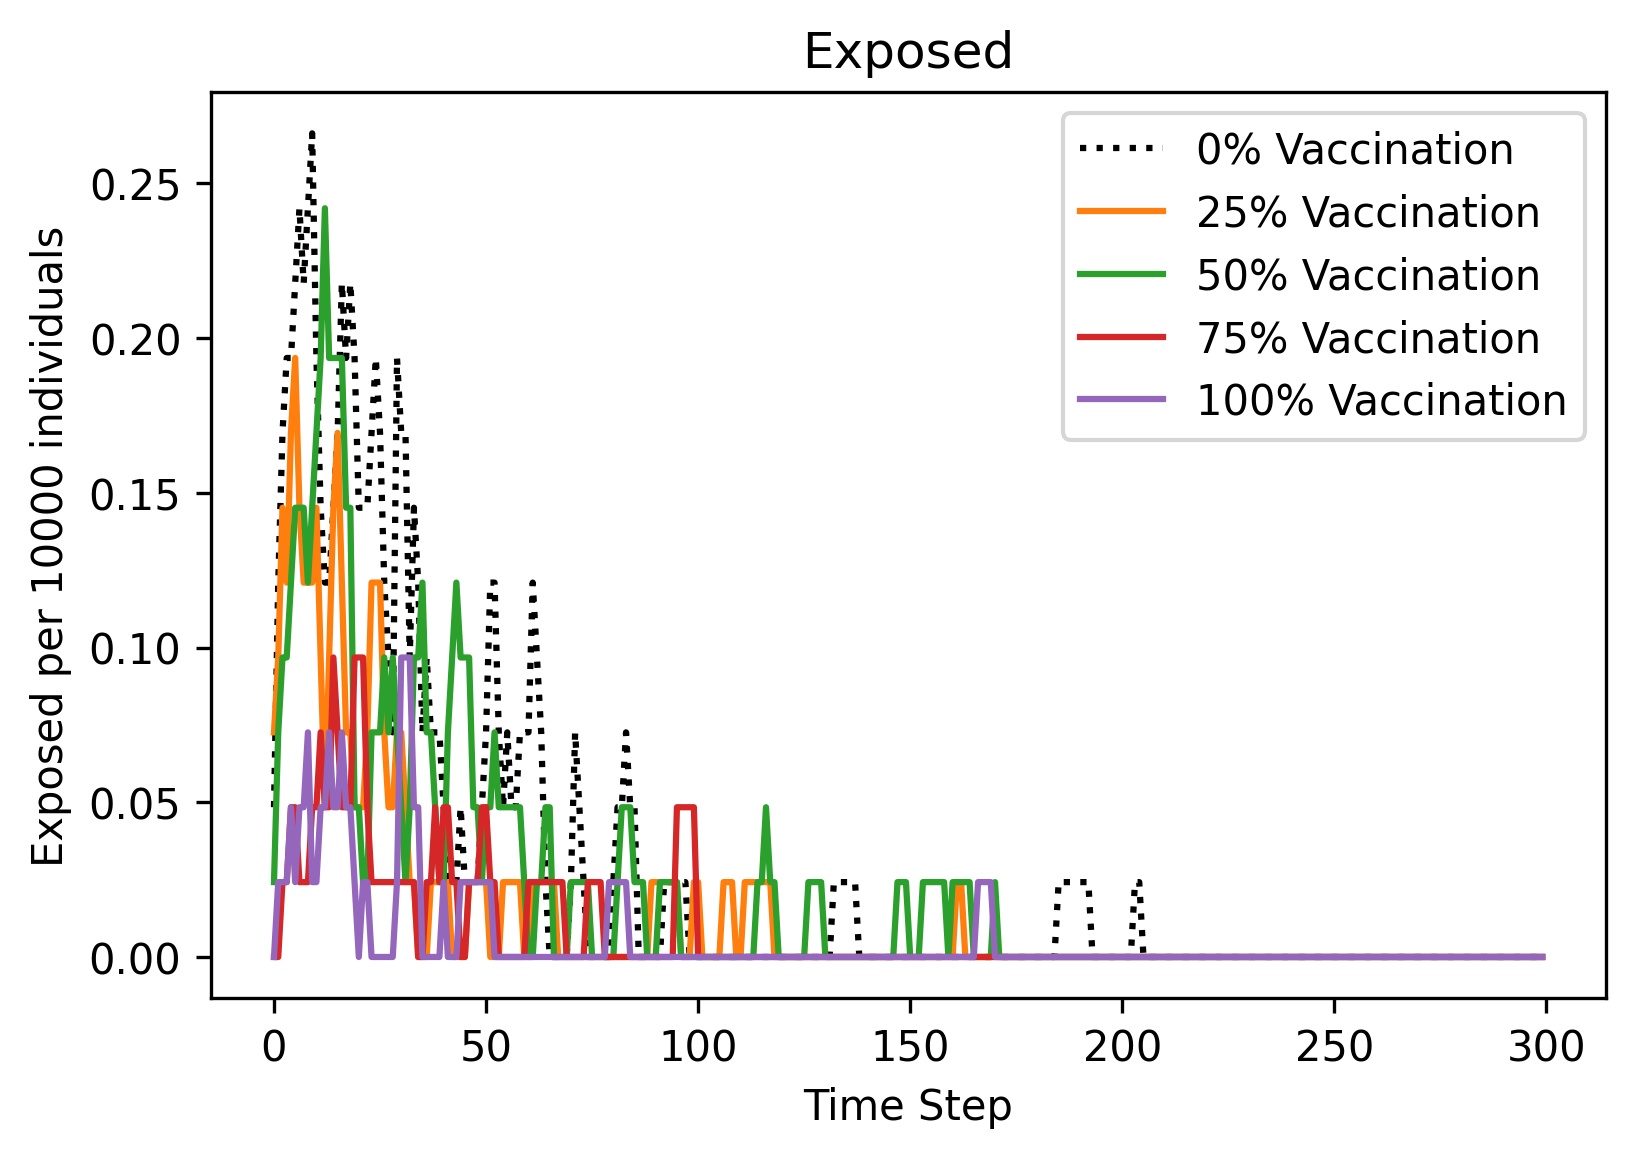 Exposed
Exposed per 10000 individuals
0.25
0.20
0.15
0.10
0.05
0.00
0% Vaccination
25% Vaccination
50% Vaccination
75% Vaccination
100% Vaccination
0 50 100 150 200 250 300
Time Step